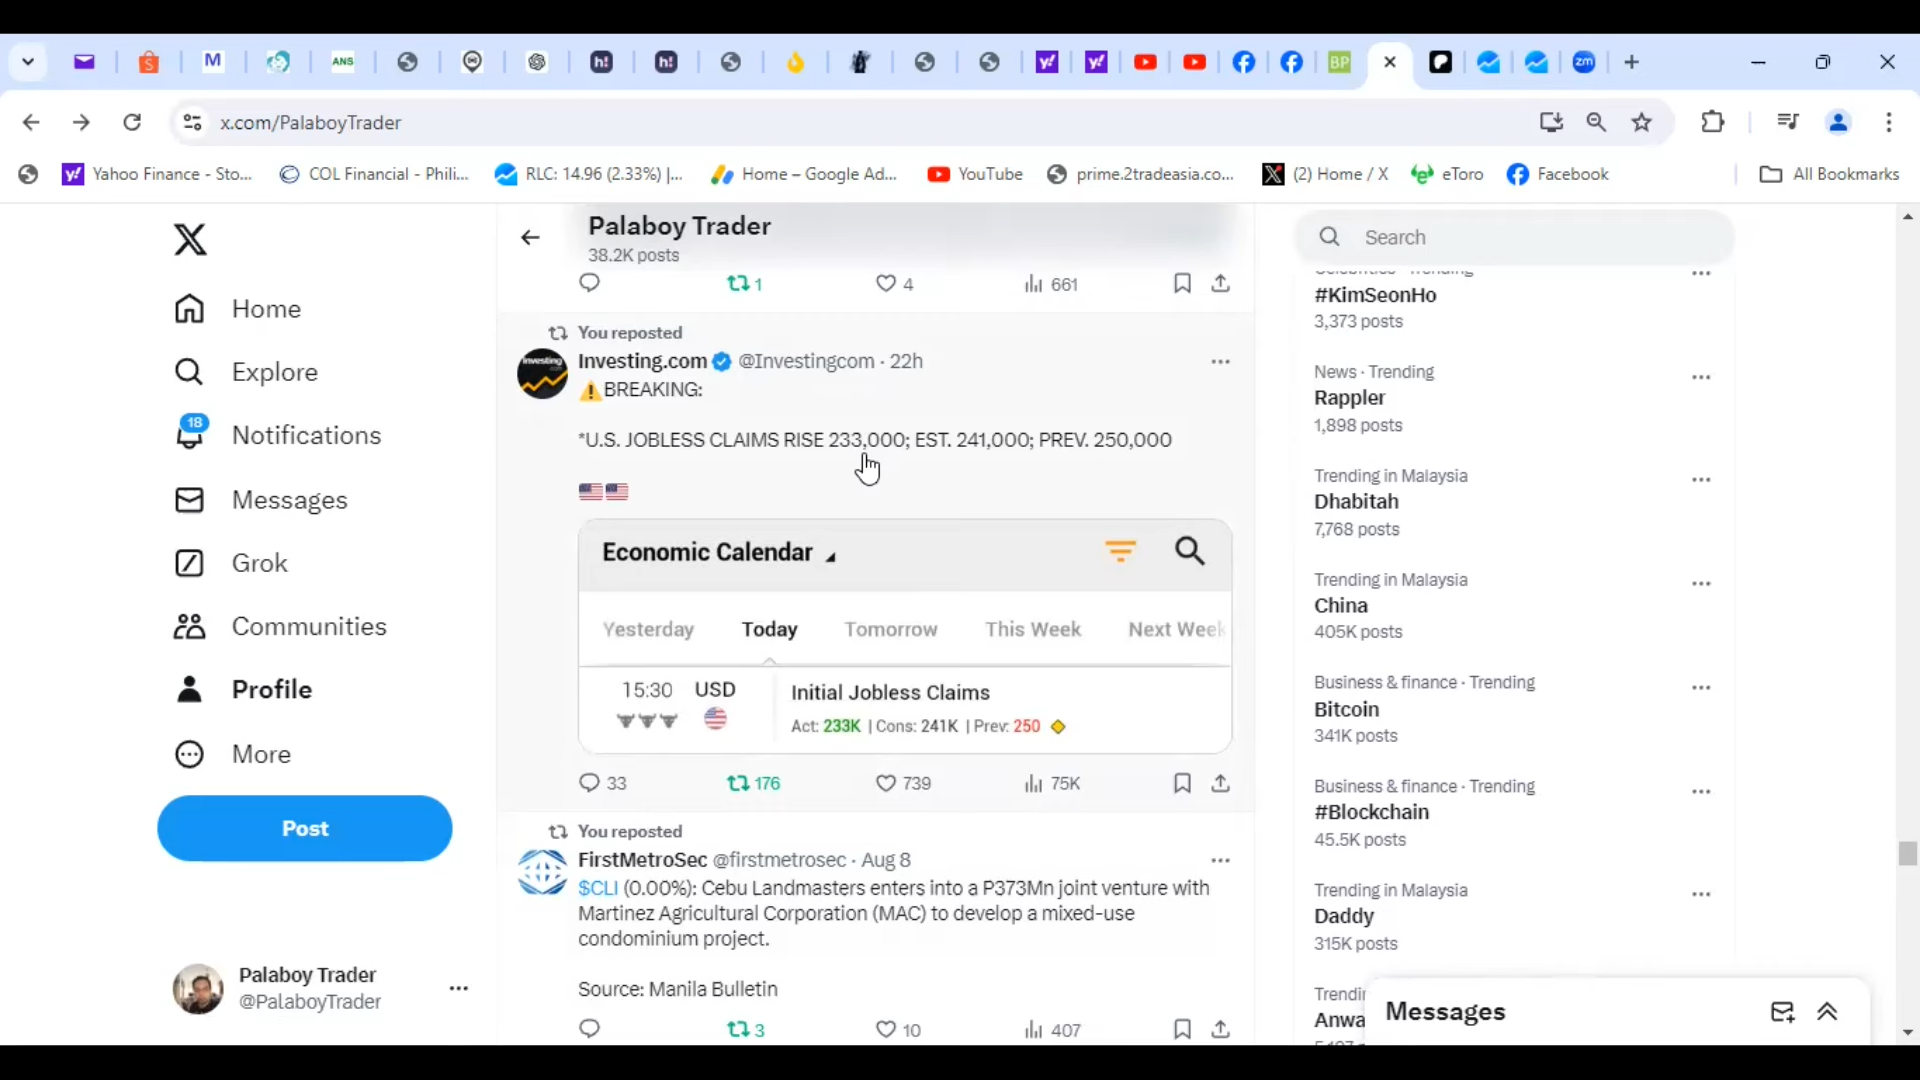 M
ANS
h!
h!
y!
y!
BP
zm
x.com/PalaboyTrader
y! Yahoo Finance - Sto...
COL Financial - Phili...
RLC: 14.96 (2.33%) |...
Home – Google Ad...
YouTube
prime.2tradeasia.co...
(2) Home / X
eToro
Facebook
All Bookmarks
Home
Explore
18
Notifications
Messages
Grok
Communities
Profile
More
Post
Palaboy Trader
@PalaboyTrader
Palaboy Trader
38.2K posts
1 4 661
You reposted
Investing.com @Investingcom · 22h
⚠️BREAKING:
*U.S. JOBLESS CLAIMS RISE 233,000; EST. 241,000; PREV. 250,000
🇺🇸🇺🇸
Economic Calendar
Yesterday Today Tomorrow This Week Next Week
15:30 USD Initial Jobless Claims
Act: 233K | Cons: 241K | Prev: 250
33 176 739 75K
You reposted
FirstMetroSec @firstmetrosec · Aug 8
$CLI (0.00%): Cebu Landmasters enters into a P373Mn joint venture with
Martinez Agricultural Corporation (MAC) to develop a mixed-use
condominium project.
Source: Manila Bulletin
3 10 407
Search
#KimSeonHo
3,373 posts
News · Trending
Rappler
1,898 posts
Trending in Malaysia
Dhabitah
7,768 posts
Trending in Malaysia
China
405K posts
Business & finance · Trending
Bitcoin
341K posts
Business & finance · Trending
#Blockchain
45.5K posts
Trending in Malaysia
Daddy
315K posts
Messages